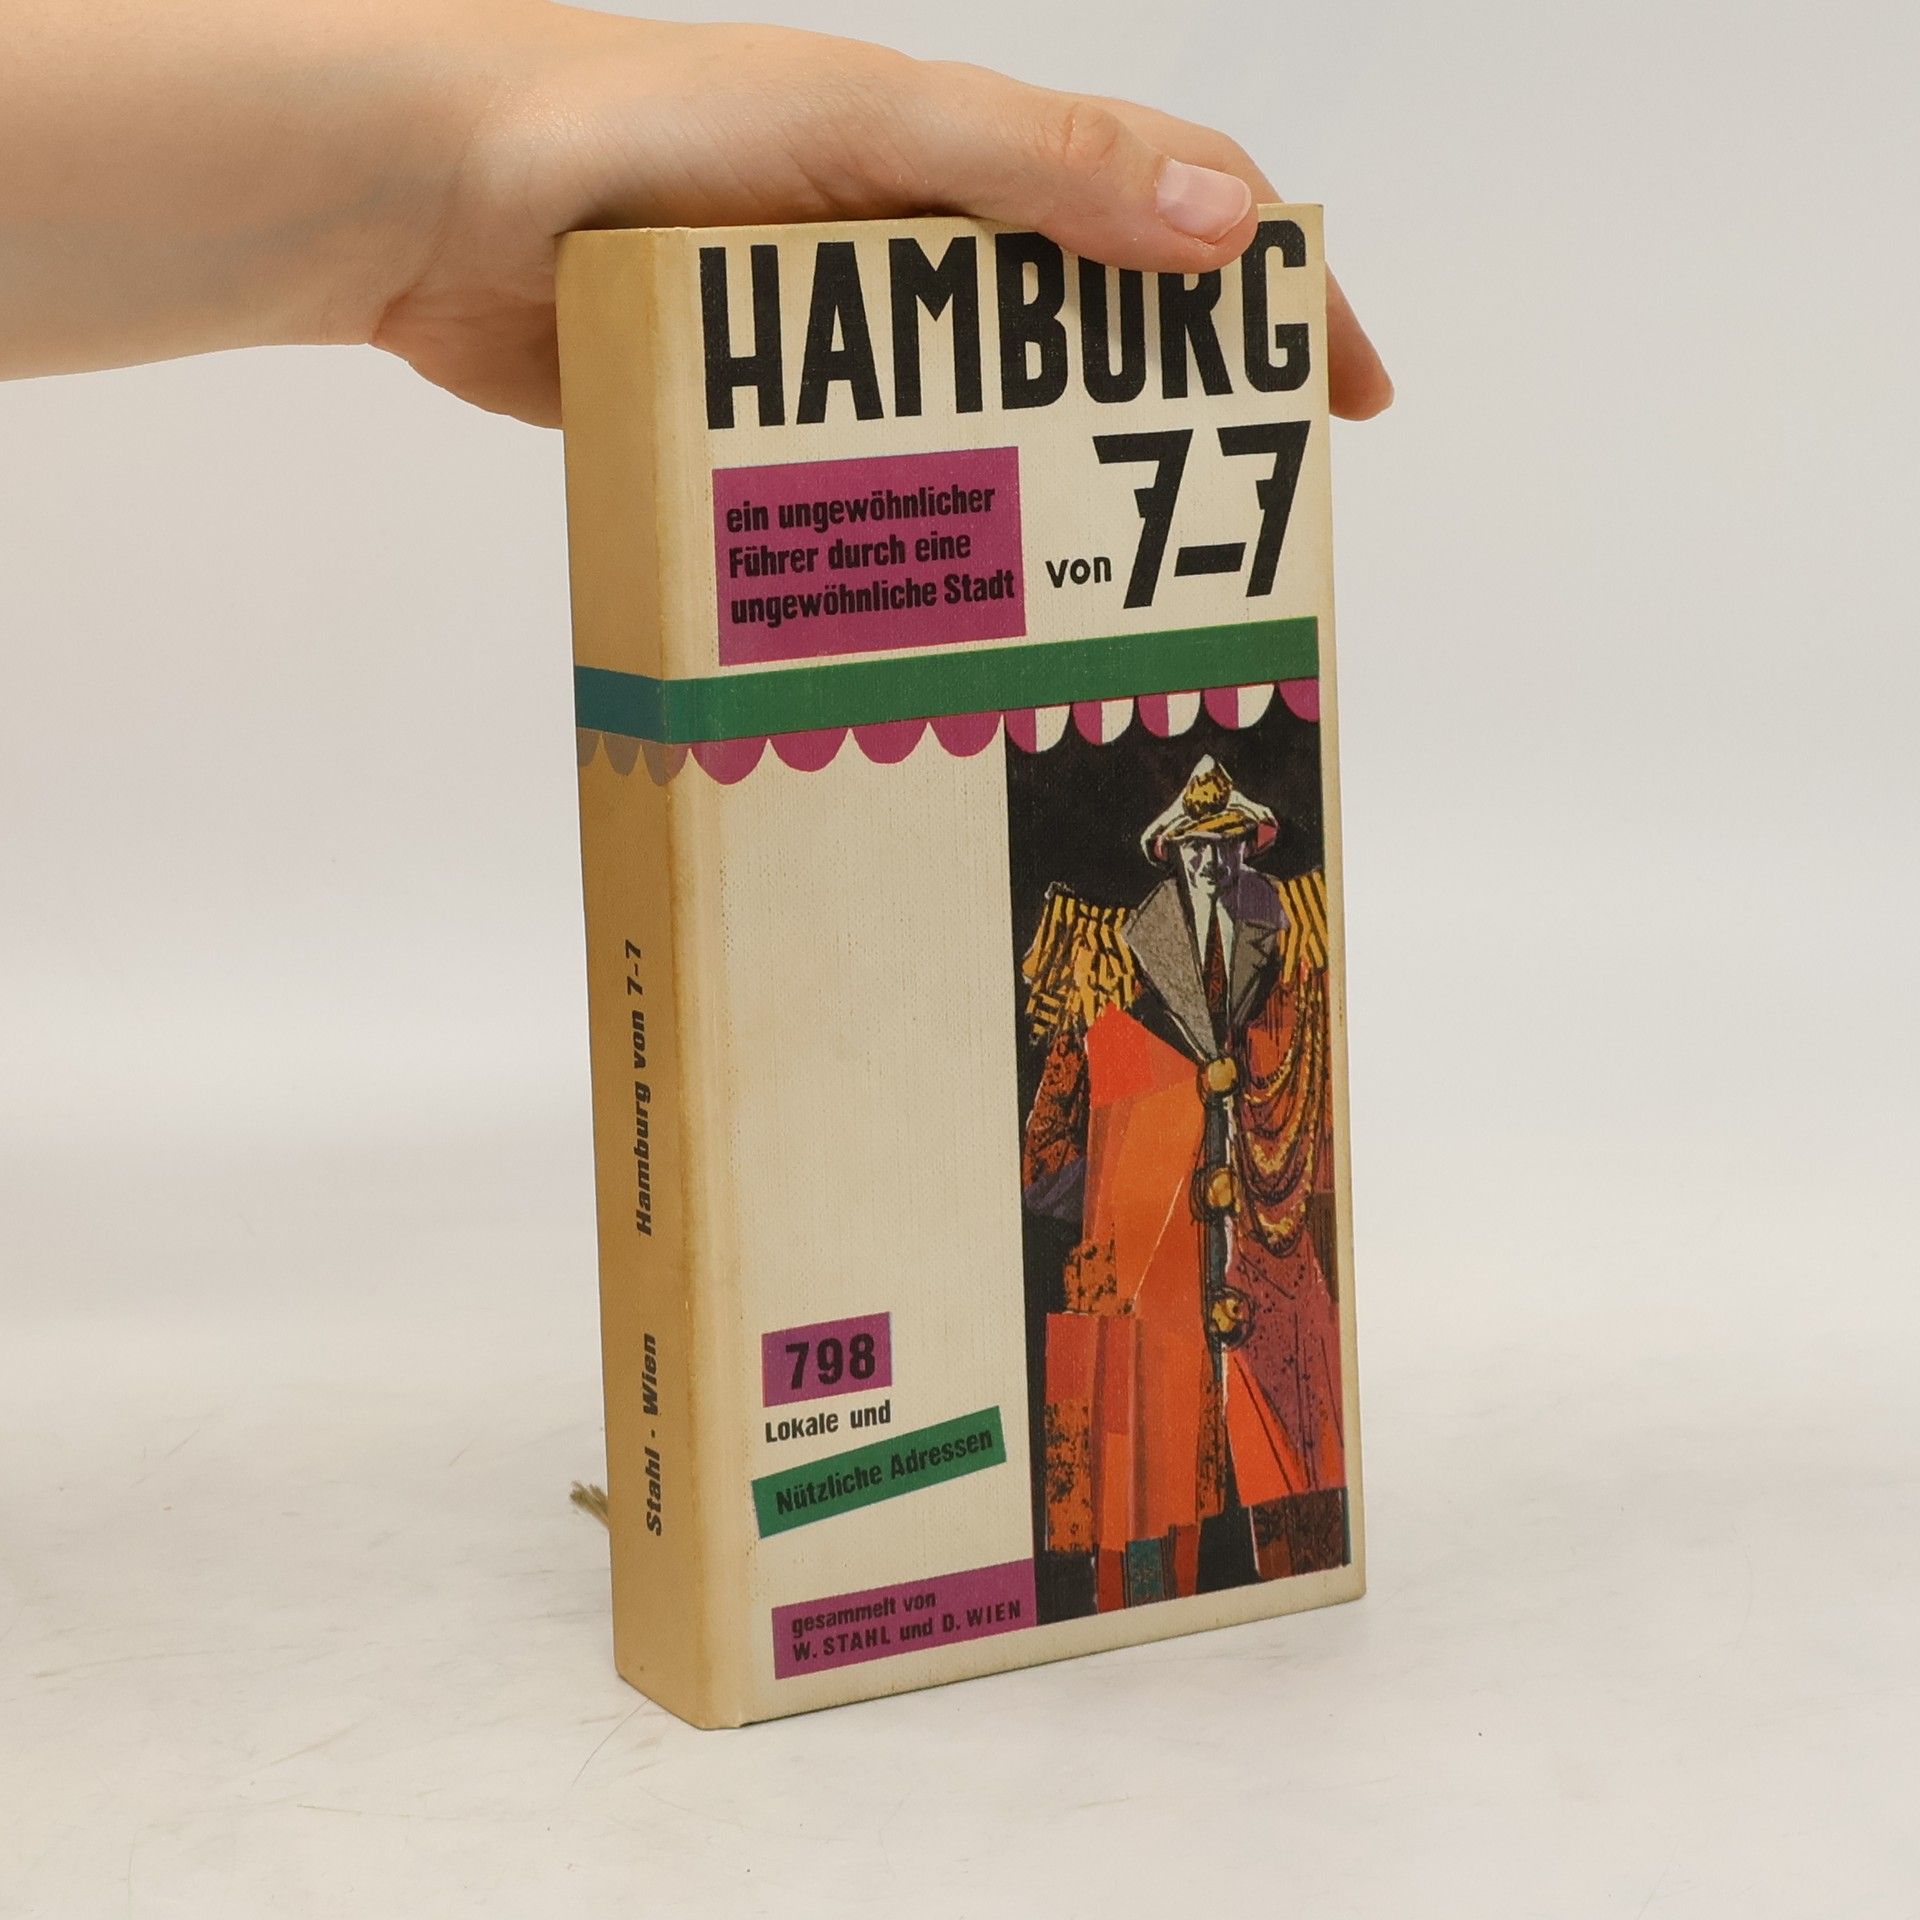 HAMBURG
von 7-7
ein ungewöhnlicher
Führer durch eine
ungewöhnliche Stadt
798
Lokale und
Nützliche Adressen
gesammelt von
W. STAHL und D. WIEN
Stahl - Wien Hamburg von 7-7